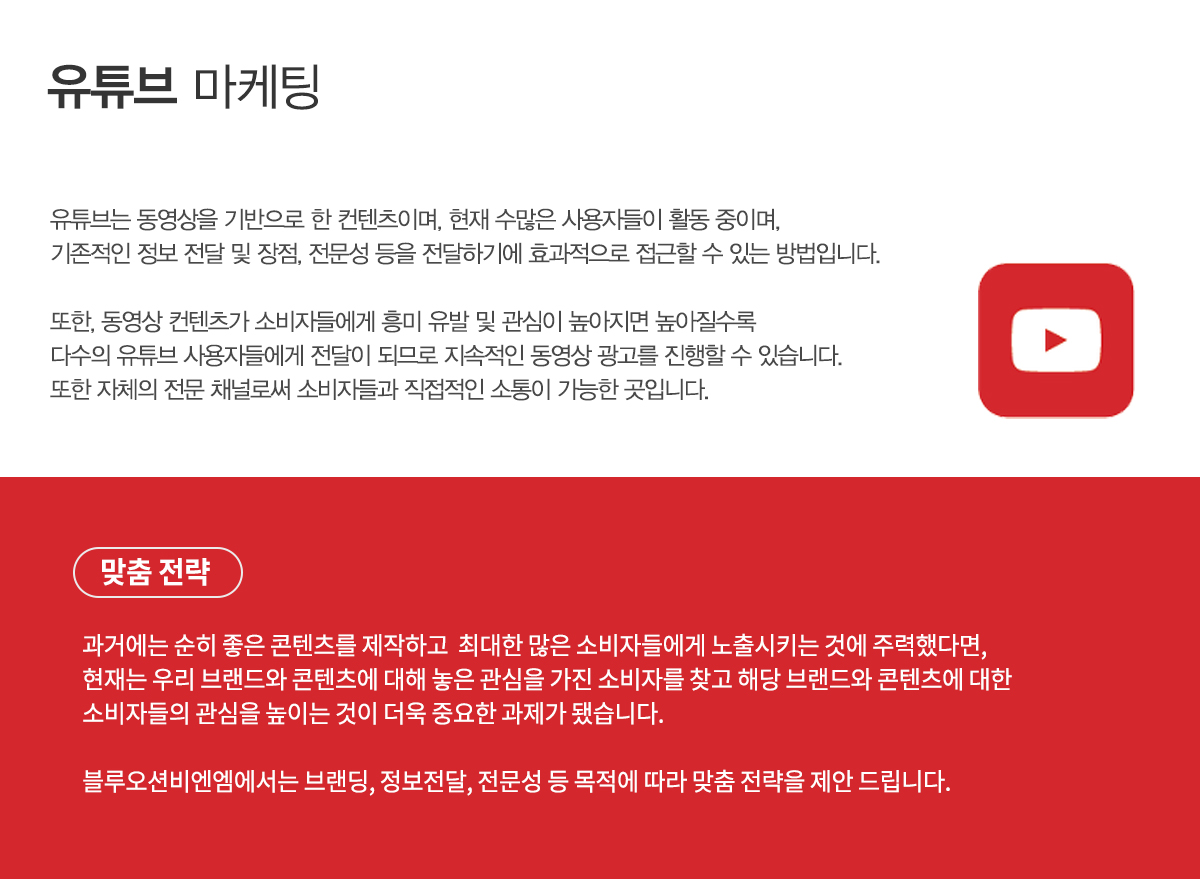 유튜브 마케팅
유튜브는 동영상을 기반으로 한 컨텐츠이며, 현재 수많은 사용자들이 활동 중이며,
기존적인 정보 전달 및 장점, 전문성 등을 전달하기에 효과적으로 접근할 수 있는 방법입니다.
또한, 동영상 컨텐츠가 소비자들에게 흥미 유발 및 관심이 높아지면 높아질수록
다수의 유튜브 사용자들에게 전달이 되므로 지속적인 동영상 광고를 진행할 수 있습니다.
또한 자체의 전문 채널로써 소비자들과 직접적인 소통이 가능한 곳입니다.
맞춤 전략
과거에는 순히 좋은 콘텐츠를 제작하고 최대한 많은 소비자들에게 노출시키는 것에 주력했다면,
현재는 우리 브랜드와 콘텐츠에 대해 놓은 관심을 가진 소비자를 찾고 해당 브랜드와 콘텐츠에 대한
소비자들의 관심을 높이는 것이 더욱 중요한 과제가 됐습니다.
블루오션비엔엠에서는 브랜딩, 정보전달, 전문성 등 목적에 따라 맞춤 전략을 제안 드립니다.